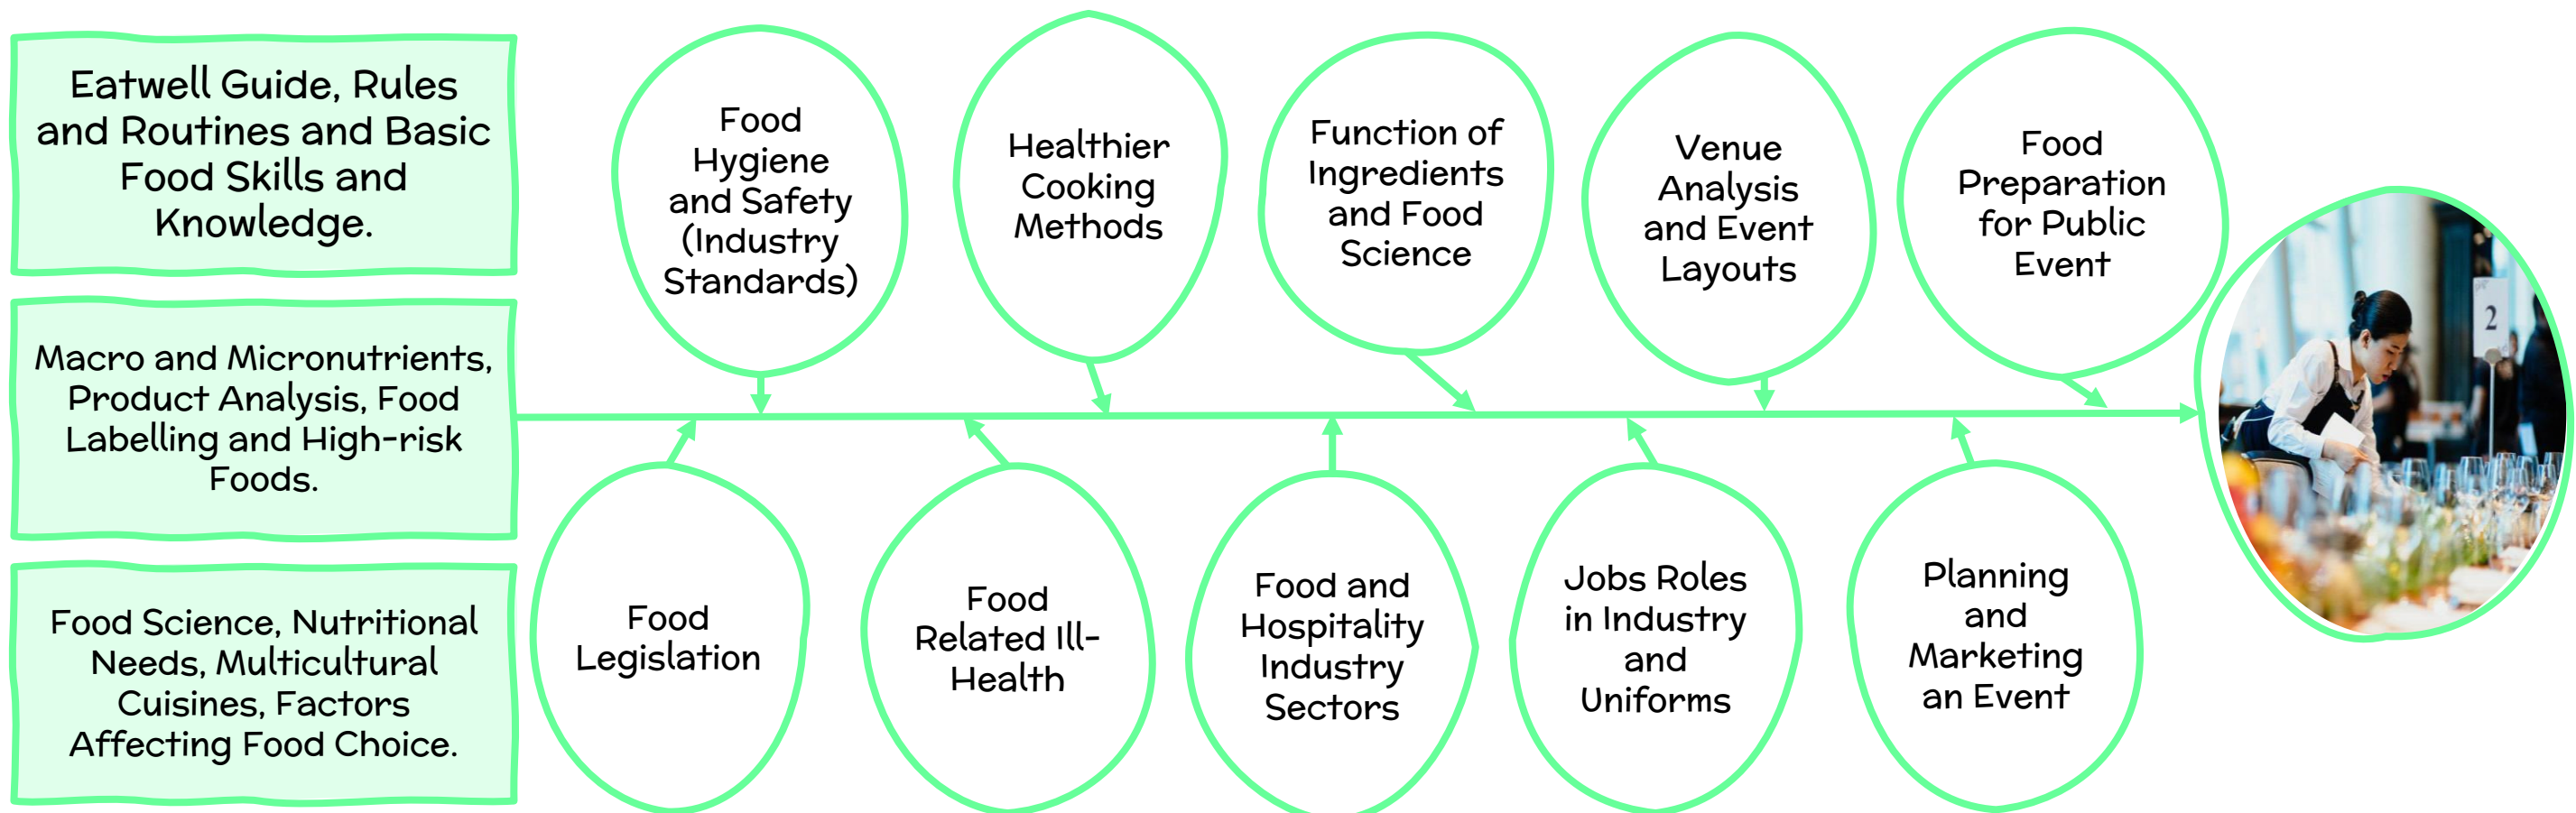 Eatwell Guide, Rules
and Routines and Basic
Food Skills and
Knowledge.
Macro and Micronutrients,
Product Analysis, Food
Labelling and High-risk
Foods.
Food Science, Nutritional
Needs, Multicultural
Cuisines, Factors
Affecting Food Choice.
Food
Hygiene
and Safety
(Industry
Standards)
Healthier
Cooking
Methods
Function of
Ingredients
and Food
Science
Venue
Analysis
and Event
Layouts
Food
Preparation
for Public
Event
Food
Legislation
Food
Related Ill-
Health
Food and
Hospitality
Industry
Sectors
Jobs Roles
in Industry
and
Uniforms
Planning
and
Marketing
an Event
2